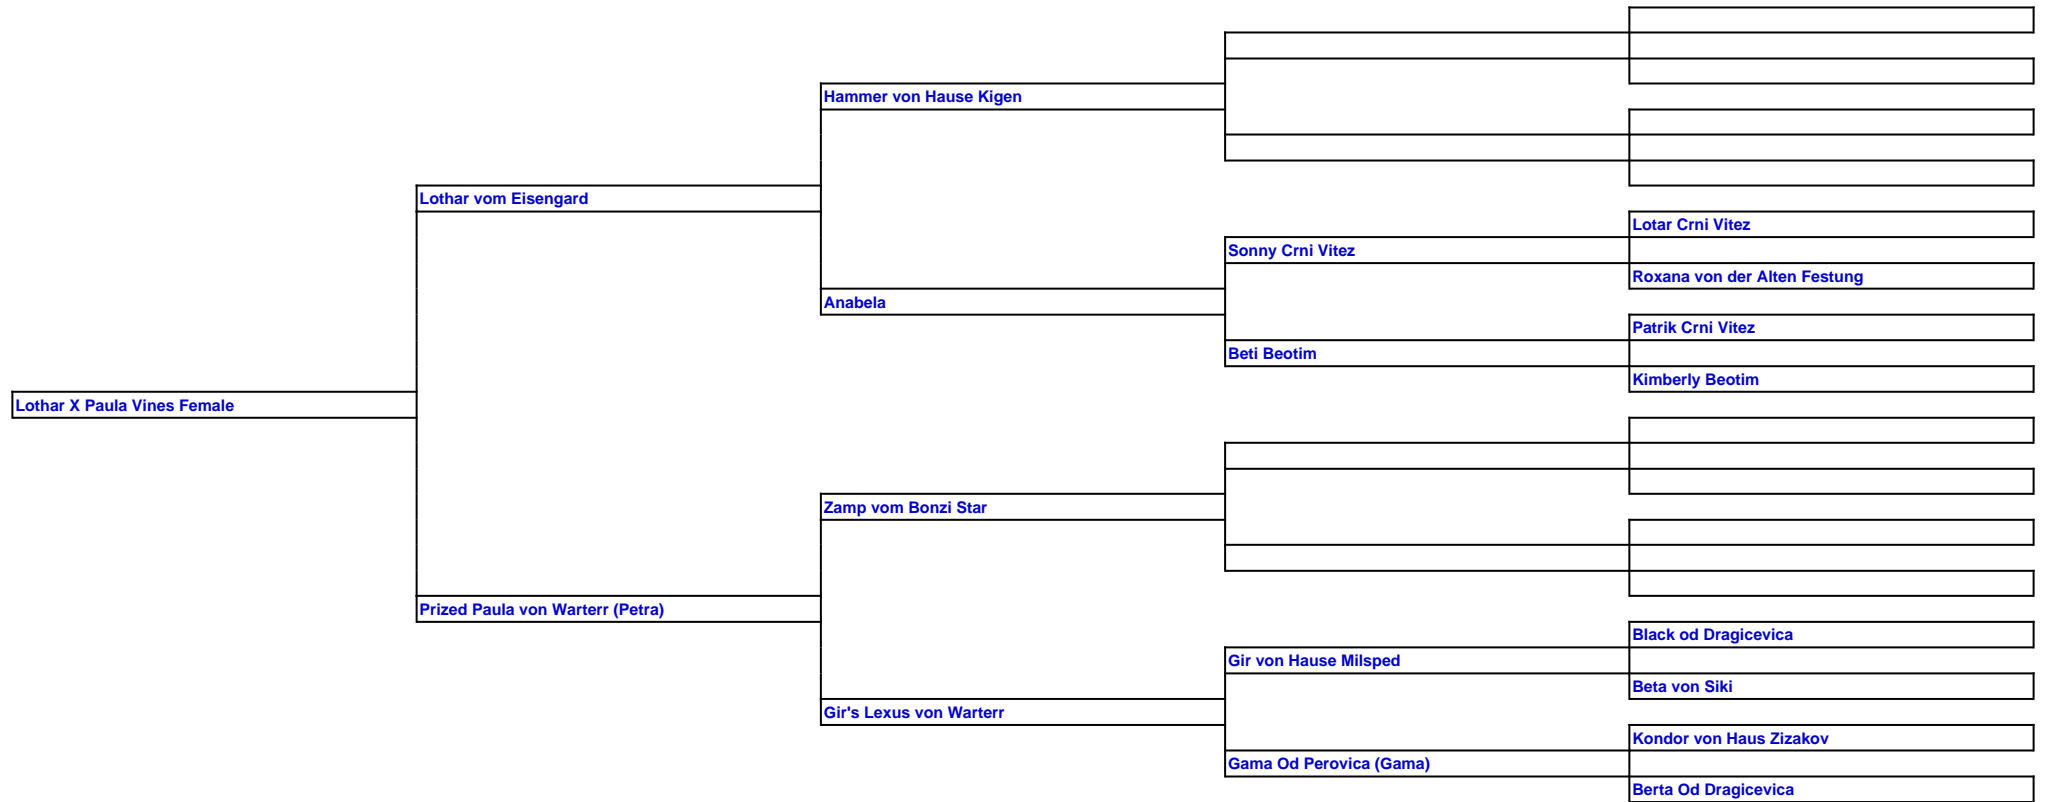 Hammer von Hause Kigen
Lothar vom Eisengard
Lotar Crni Vitez
Sonny Crni Vitez
Roxana von der Alten Festung
Anabela
Patrik Crni Vitez
Beti Beotim
Kimberly Beotim
Lothar X Paula Vines Female
Zamp vom Bonzi Star
Prized Paula von Warterr (Petra)
Black od Dragicevica
Gir von Hause Milsped
Beta von Siki
Gir's Lexus von Warterr
Kondor von Haus Zizakov
Gama Od Perovica (Gama)
Berta Od Dragicevica